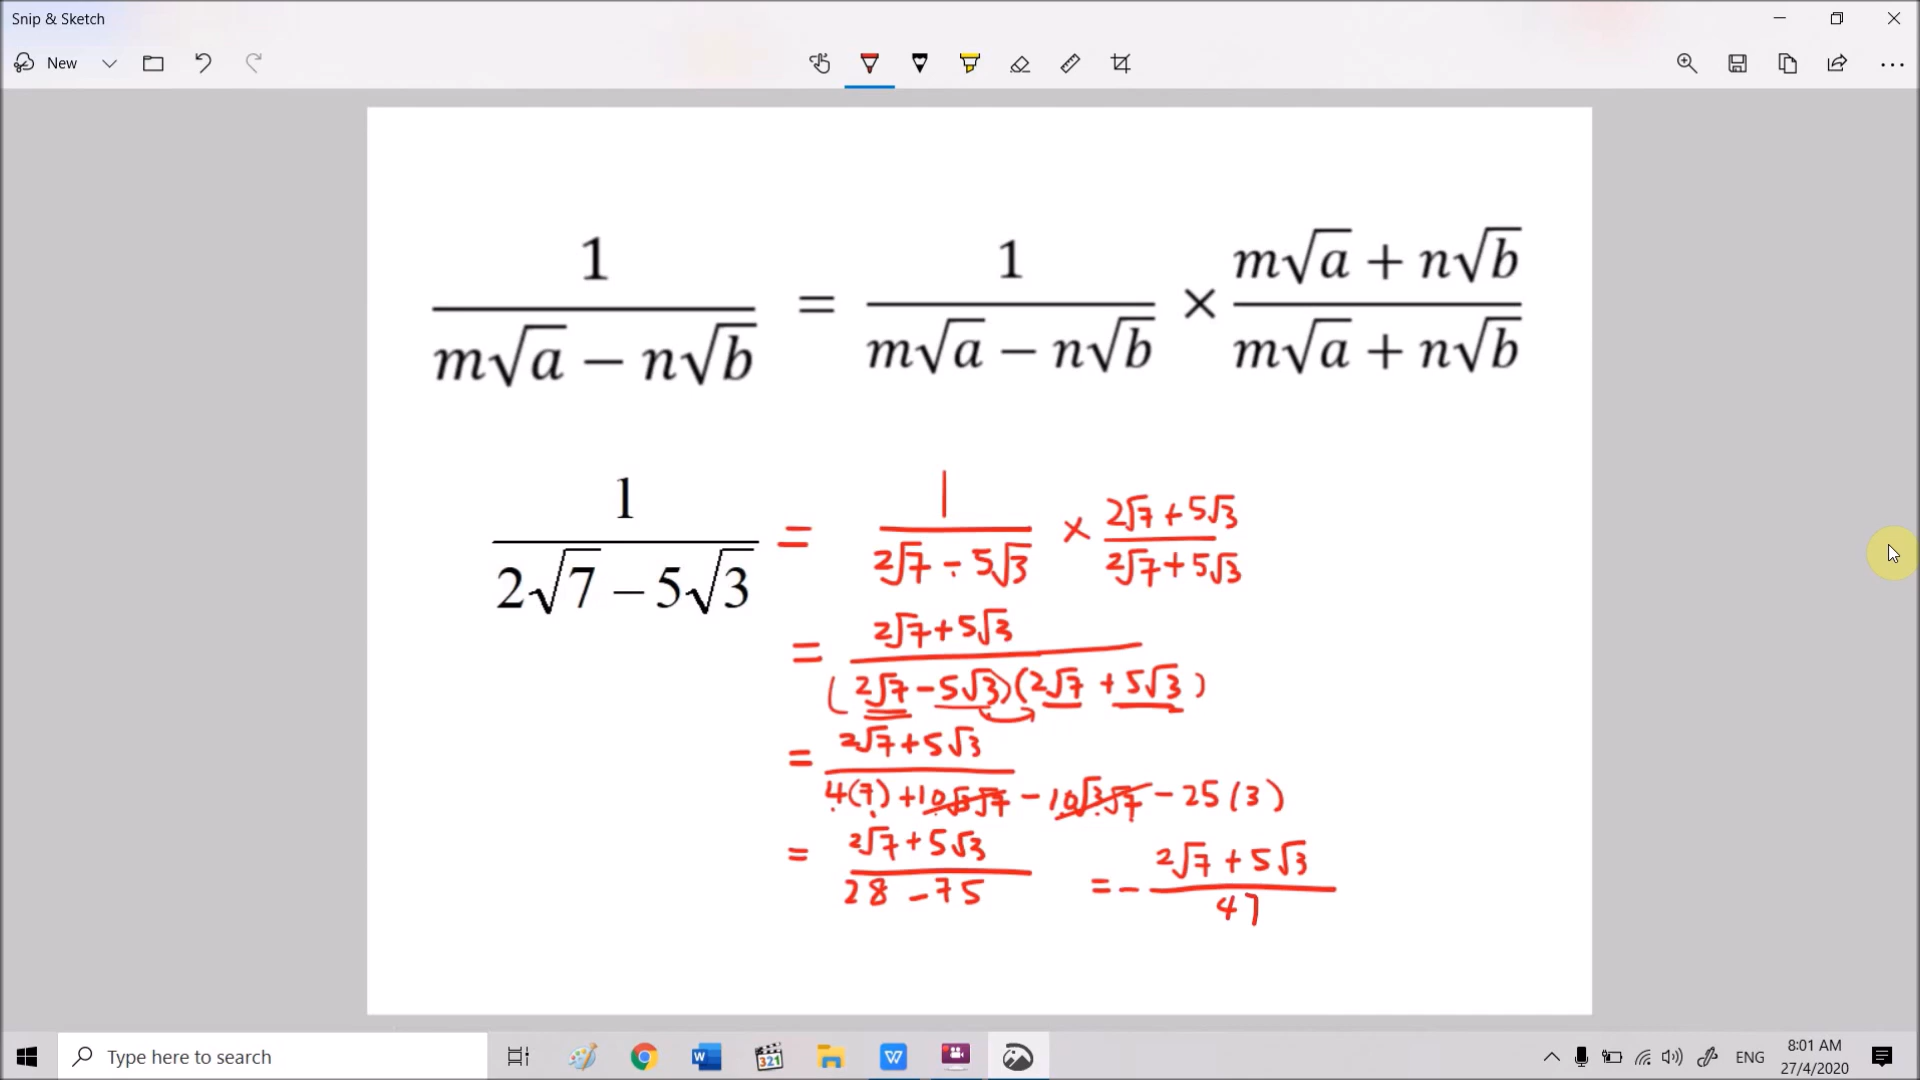 Snip & Sketch
New
1/(m√a − n√b) = 1/(m√a − n√b) × (m√a + n√b)/(m√a + n√b)
1/(2√7 − 5√3) = 1/(2√7 − 5√3) × (2√7 + 5√3)/(2√7 + 5√3)
= (2√7 + 5√3)/((2√7 − 5√3)(2√7 + 5√3))
= (2√7 + 5√3)/(4(7) + 10√3√7 − 10√3√7 − 25(3))
= (2√7 + 5√3)/(28 − 75) = − (2√7 + 5√3)/47
Type here to search
321
ENG
8:01 AM
27/4/2020